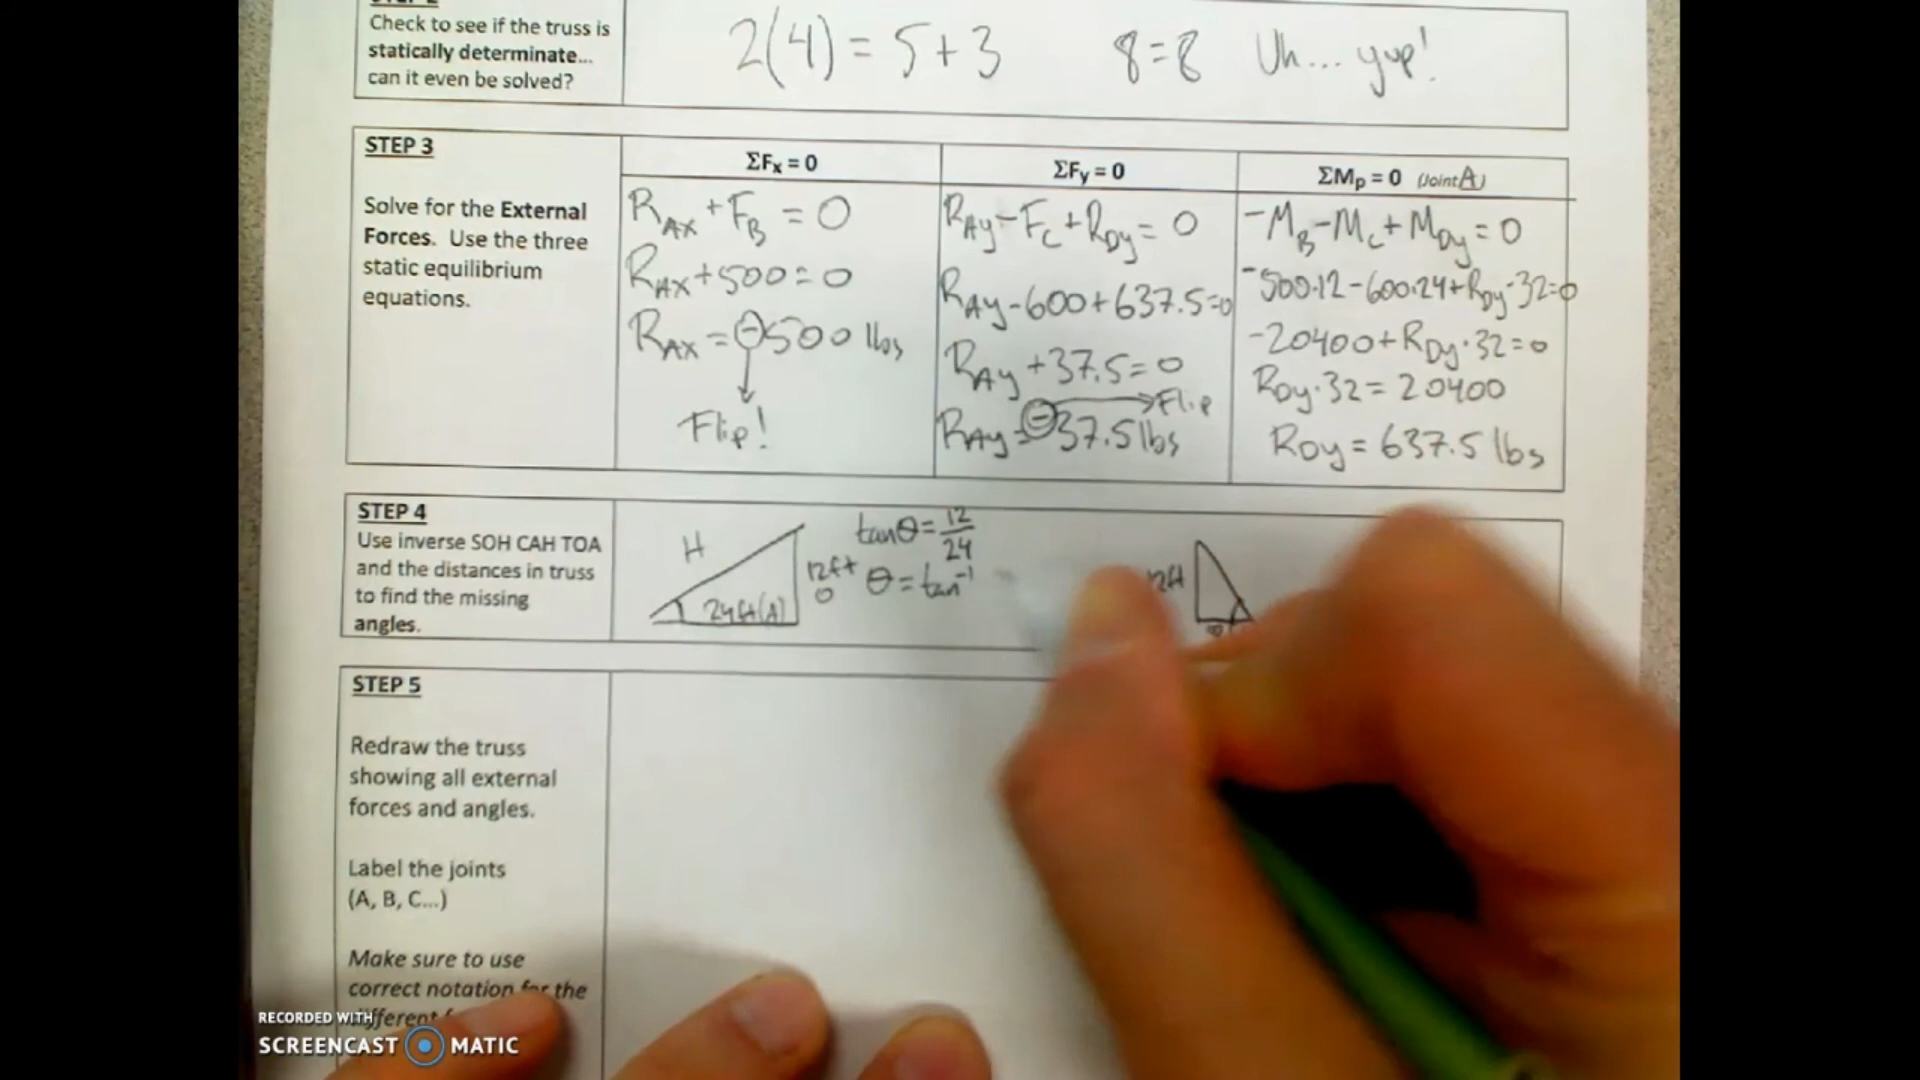 Check to see if the truss is
statically determinate...
can it even be solved?
2(4) = 5+3 8=8 Uh... yup!
STEP 3
Solve for the External
Forces. Use the three
static equilibrium
equations.
ΣFx = 0
RAX + FB = 0
RAX+500=0
RAX = -500 lbs
Flip!
ΣFy = 0
RAy-FC+RDy= 0
RAy-600+637.5=0
RAy +37.5=0
Flip
RAy=-37.5lbs
ΣMp = 0 (Joint A)
-MB-MC+MDy=0
-500·12-600·24+RDy·32=0
-20400+RDy·32=0
RDy·32= 20400
RDy= 637.5 lbs
STEP 4
Use inverse SOH CAH TOA
and the distances in truss
to find the missing
angles.
H
24ft(A)
12ft
O
tanθ=12/24
θ=tan⁻¹
12ft
STEP 5
Redraw the truss
showing all external
forces and angles.
Label the joints
(A, B, C...)
Make sure to use
correct notation for the
different
RECORDED WITH
SCREENCAST MATIC